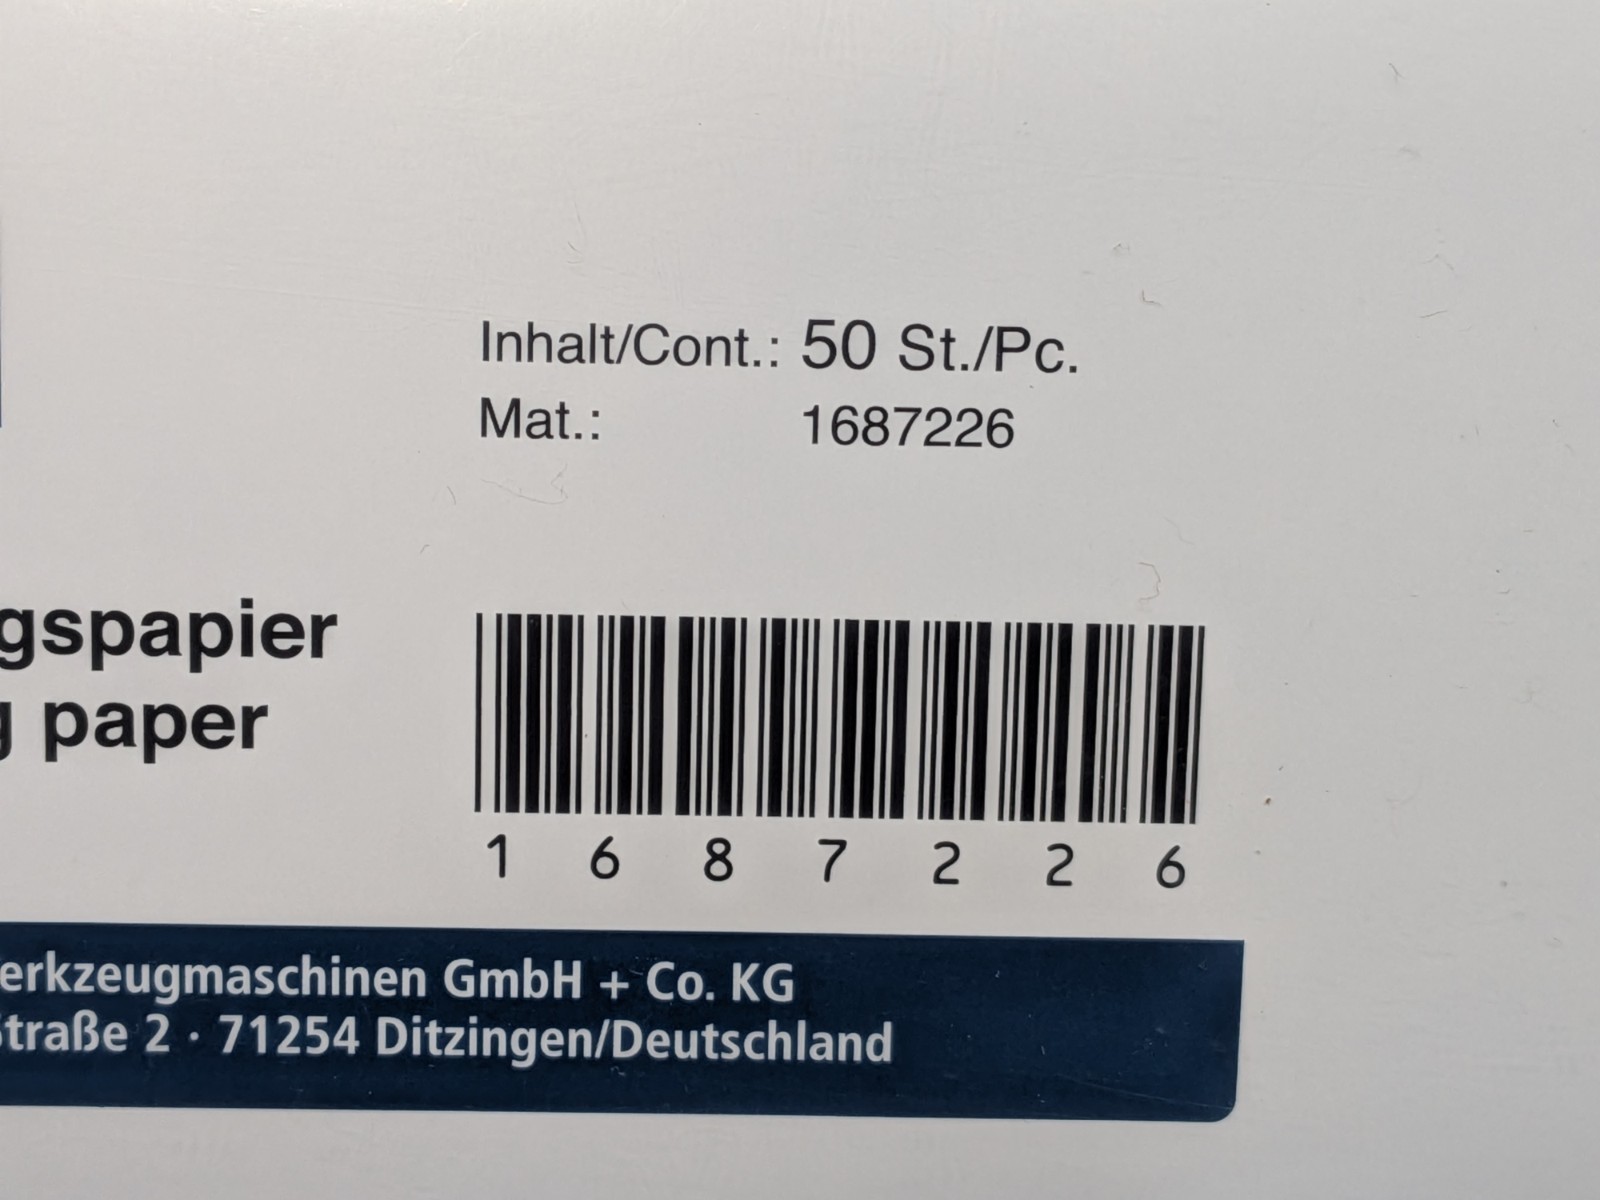 Inhalt/Cont.: 50 St./Pc.
Mat.: 1687226
gspapier
paper
1 6 8 7 2 2 6
erkzeugmaschinen GmbH + Co. KG
Straße 2 · 71254 Ditzingen/Deutschland